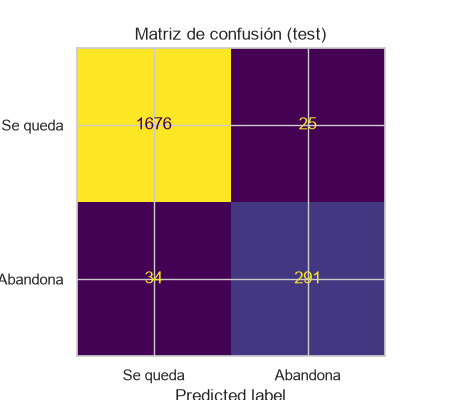 Matriz de confusión (test)
Se queda
1676
25
Abandona
34
291
Se queda
Abandona
Predicted label